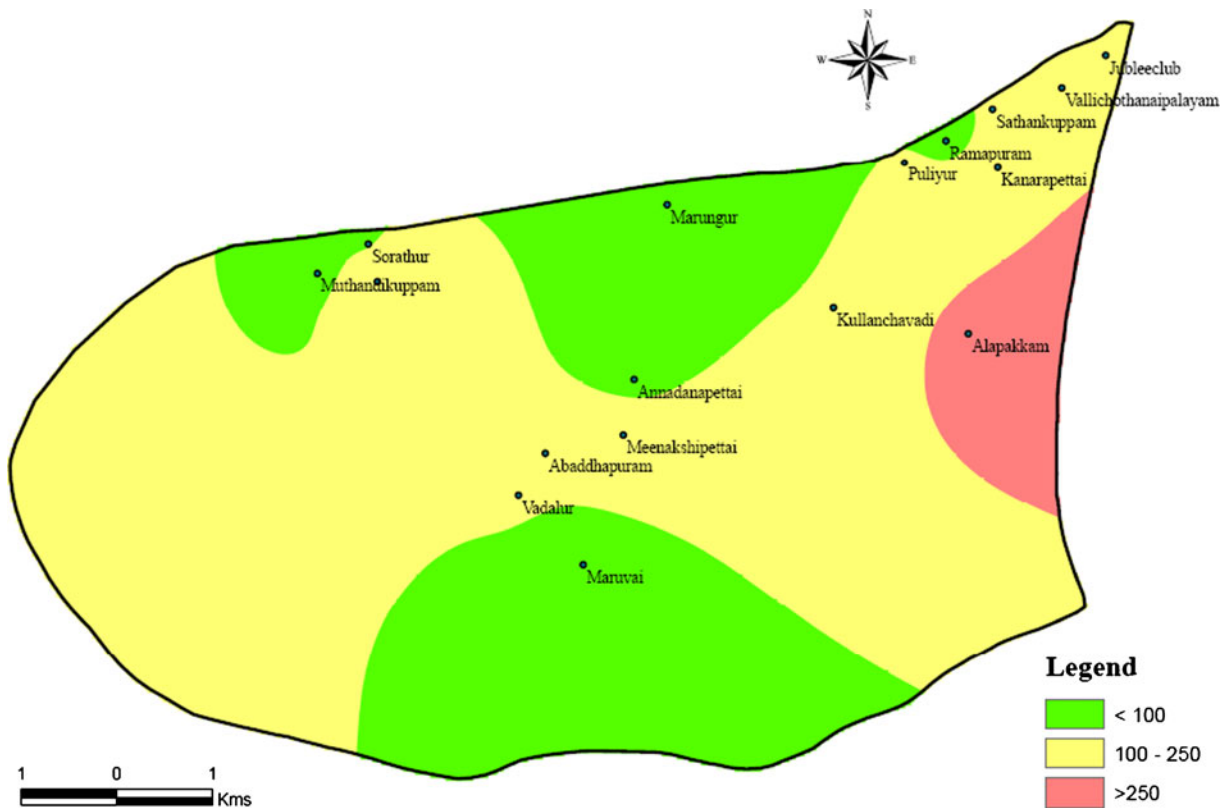 N
W
E
S
Jubleeclub
Vallichothanaipalayam
Sathankuppam
Ramapuram
Puliyur
Kanarapettai
Marungur
Sorathur
Muthandikuppam
Kullanchavadi
Alapakkam
Annadanapettai
Meenakshipettai
Abaddhapuram
Vadalur
Maruvai
Legend
< 100
100 - 250
>250
1 0 1
Kms